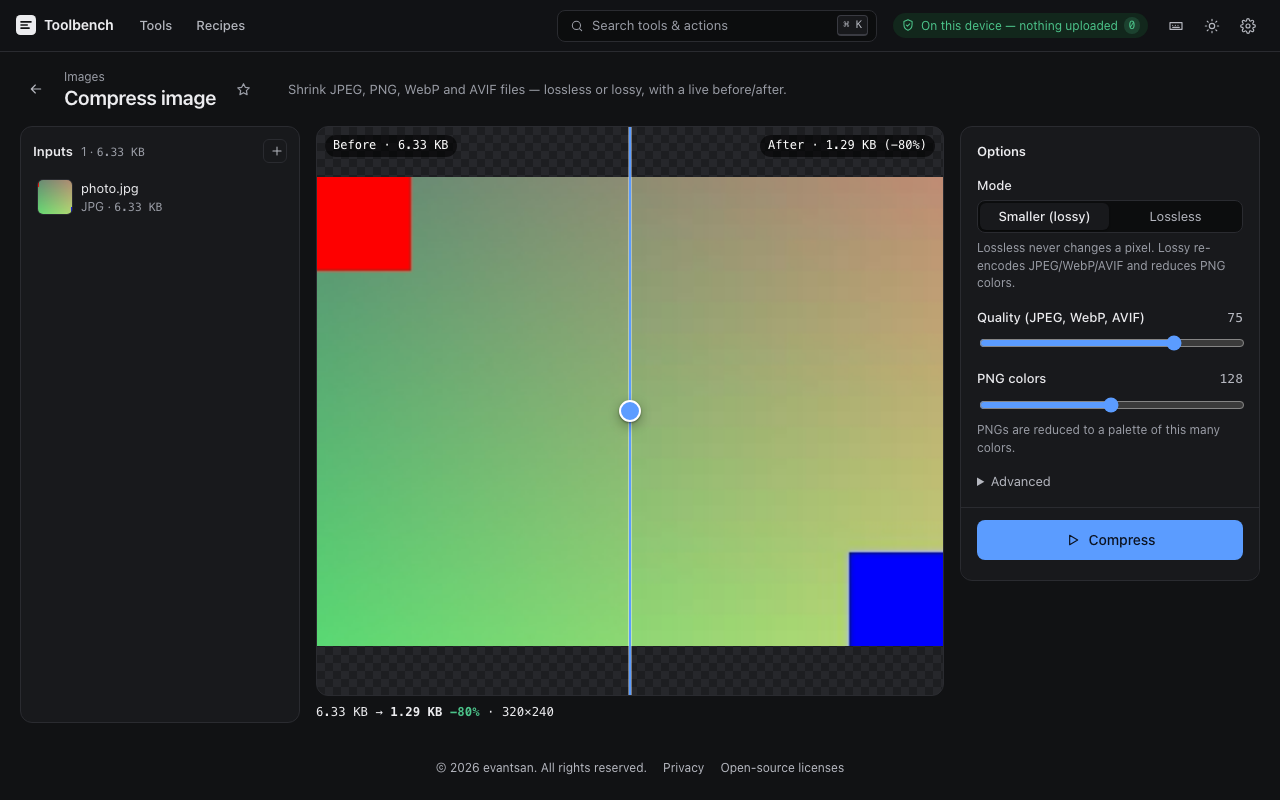 Toolbench
Tools
Recipes
Search tools & actions
⌘ K
On this device — nothing uploaded 0
Images
Compress image
Shrink JPEG, PNG, WebP and AVIF files — lossless or lossy, with a live before/after.
Inputs 1 · 6.33 KB
photo.jpg
JPG · 6.33 KB
Before · 6.33 KB
After · 1.29 KB (−80%)
6.33 KB → 1.29 KB −80% · 320×240
Options
Mode
Smaller (lossy)
Lossless
Lossless never changes a pixel. Lossy re-
encodes JPEG/WebP/AVIF and reduces PNG
colors.
Quality (JPEG, WebP, AVIF) 75
PNG colors 128
PNGs are reduced to a palette of this many
colors.
Advanced
Compress
© 2026 evantsan. All rights reserved.
Privacy
Open-source licenses